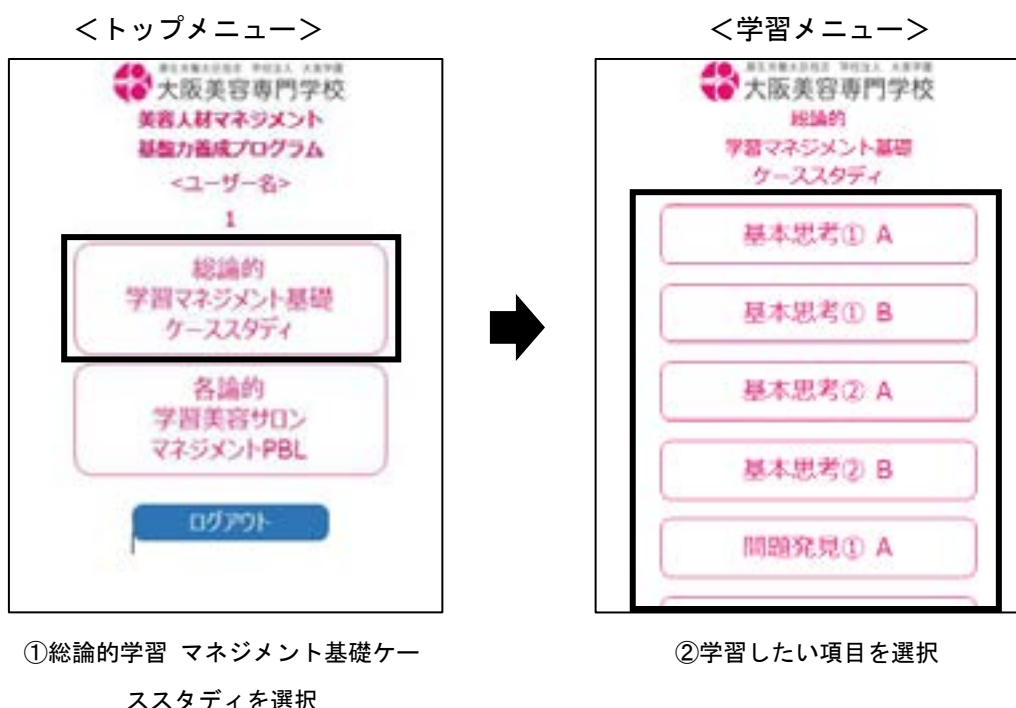 ＜トップメニュー＞
大阪美容専門学校
美容人材マネジメント
基盤力養成プログラム
<ユーザー名>
1
総論的
学習マネジメント基礎
ケーススタディ
各論的
学習美容サロン
マネジメントPBL
ログアウト
①総論的学習 マネジメント基礎ケー
ススタディを選択
＜学習メニュー＞
大阪美容専門学校
総論的
学習マネジメント基礎
ケーススタディ
基本思考① A
基本思考① B
基本思考② A
基本思考② B
問題発見① A
②学習したい項目を選択